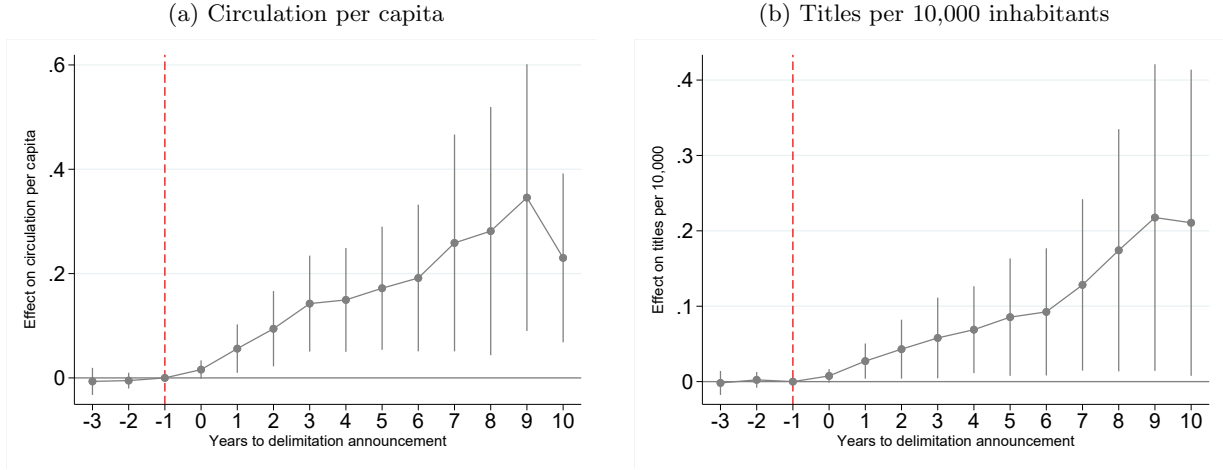 (a) Circulation per capita
Effect on circulation per capita
.6
.4
.2
0
-3 -2 -1 0 1 2 3 4 5 6 7 8 9 10
Years to delimitation announcement
(b) Titles per 10,000 inhabitants
Effect on titles per 10,000
.4
.3
.2
.1
0
-3 -2 -1 0 1 2 3 4 5 6 7 8 9 10
Years to delimitation announcement